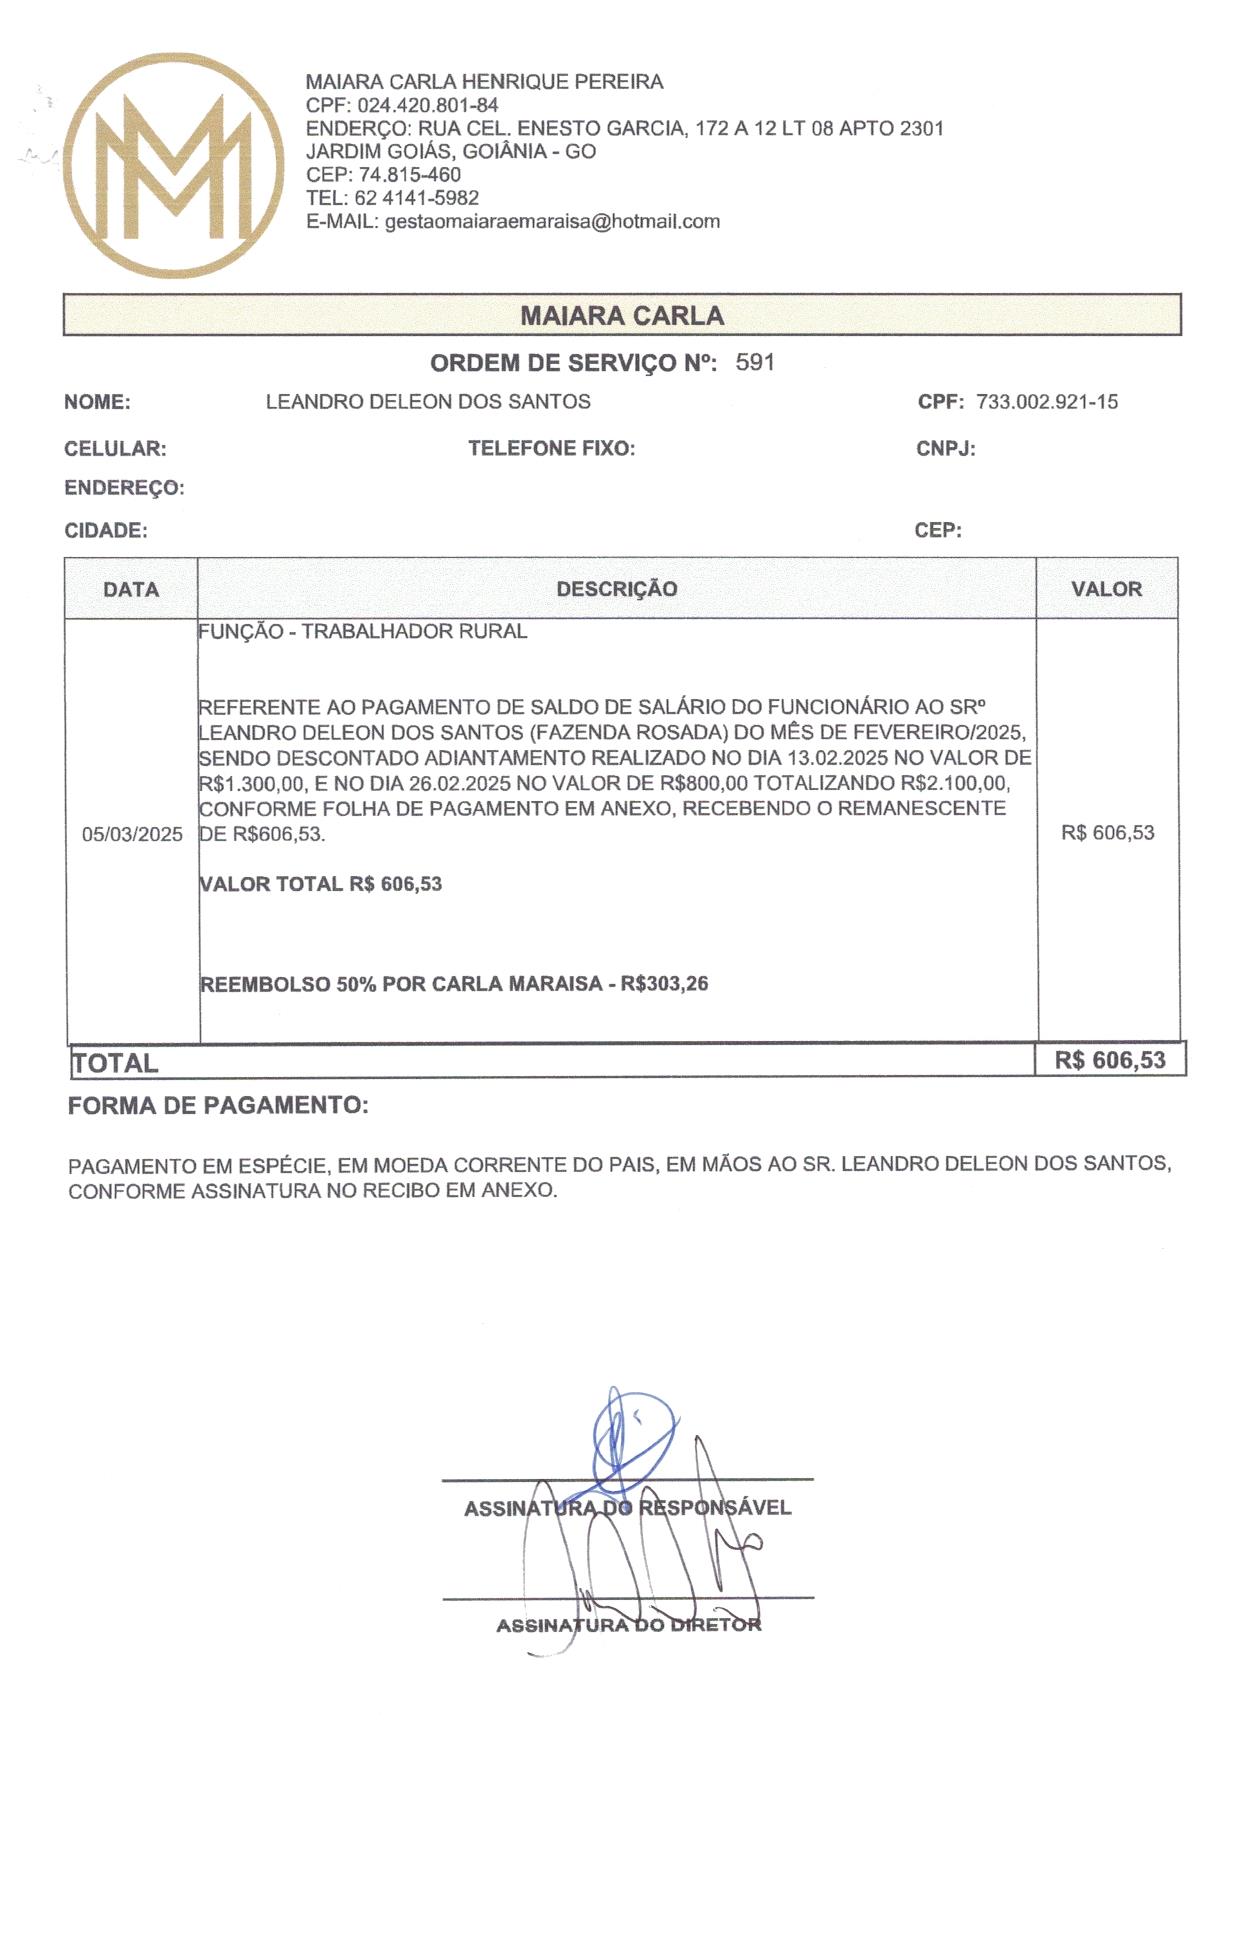 MAIARA CARLA HENRIQUE PEREIRA
CPF: 024.420.801-84
ENDERÇO: RUA CEL. ENESTO GARCIA, 172 A 12 LT 08 APTO 2301
JARDIM GOIÁS, GOIÂNIA - GO
CEP: 74.815-460
TEL: 62 4141-5982
E-MAIL: gestaomaiaraemaraisa@hotmail.com
MAIARA CARLA
ORDEM DE SERVIÇO Nº: 591
NOME: LEANDRO DELEON DOS SANTOS CPF: 733.002.921-15
CELULAR: TELEFONE FIXO: CNPJ:
ENDEREÇO:
CIDADE: CEP:
DATA DESCRIÇÃO VALOR
FUNÇÃO - TRABALHADOR RURAL
REFERENTE AO PAGAMENTO DE SALDO DE SALÁRIO DO FUNCIONÁRIO AO SRº
LEANDRO DELEON DOS SANTOS (FAZENDA ROSADA) DO MÊS DE FEVEREIRO/2025,
SENDO DESCONTADO ADIANTAMENTO REALIZADO NO DIA 13.02.2025 NO VALOR DE
R$1.300,00, E NO DIA 26.02.2025 NO VALOR DE R$800,00 TOTALIZANDO R$2.100,00,
CONFORME FOLHA DE PAGAMENTO EM ANEXO, RECEBENDO O REMANESCENTE
05/03/2025 DE R$606,53. R$ 606,53
VALOR TOTAL R$ 606,53
REEMBOLSO 50% POR CARLA MARAISA - R$303,26
TOTAL R$ 606,53
FORMA DE PAGAMENTO:
PAGAMENTO EM ESPÉCIE, EM MOEDA CORRENTE DO PAIS, EM MÃOS AO SR. LEANDRO DELEON DOS SANTOS,
CONFORME ASSINATURA NO RECIBO EM ANEXO.
ASSINATURA DO RESPONSÁVEL
ASSINATURA DO DIRETOR